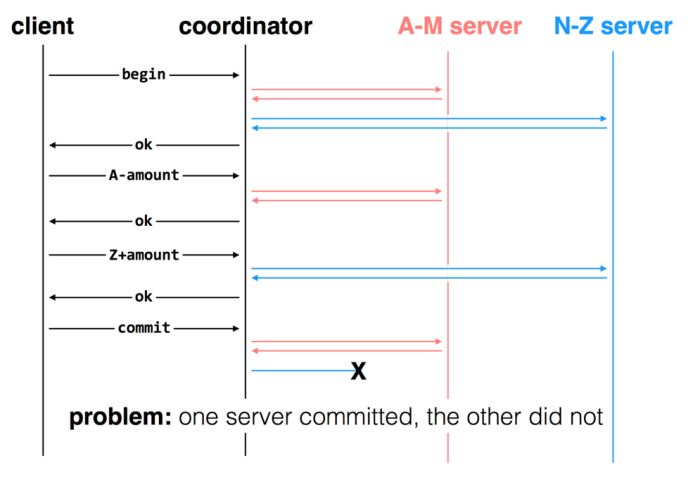 client coordinator A-M server N-Z server
begin
ok
A-amount
ok
Z+amount
ok
commit
X
problem: one server committed, the other did not